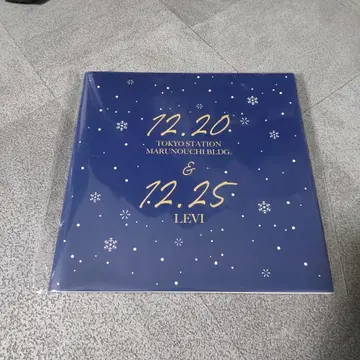 12.20
TOKYO STATION
MARUNOUCHI BLDG.
&
12.25
LEVI